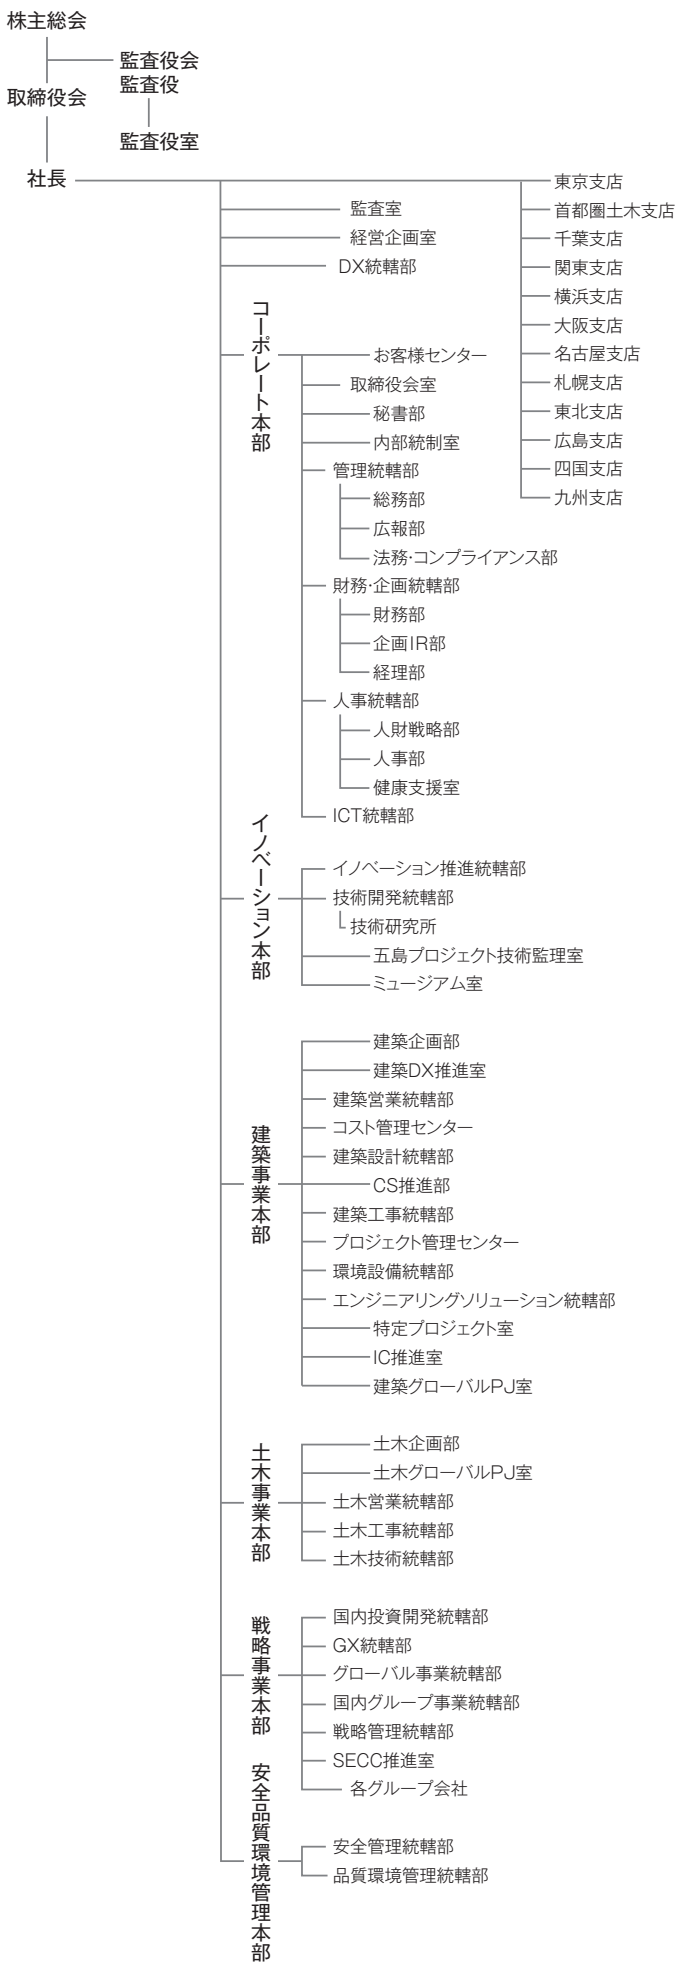 株主総会
監査役会
監査役
取締役会
監査役室
社長
東京支店
首都圏土木支店
千葉支店
関東支店
横浜支店
大阪支店
名古屋支店
札幌支店
東北支店
広島支店
四国支店
九州支店
監査室
経営企画室
DX統轄部
コーポレート本部
お客様センター
取締役会室
秘書部
内部統制室
管理統轄部
総務部
広報部
法務・コンプライアンス部
財務・企画統轄部
財務部
企画IR部
経理部
人事統轄部
人財戦略部
人事部
健康支援室
ICT統轄部
イノベーション本部
イノベーション推進統轄部
技術開発統轄部
技術研究所
五島プロジェクト技術監理室
ミュージアム室
建築事業本部
建築企画部
建築DX推進室
建築営業統轄部
コスト管理センター
建築設計統轄部
CS推進部
建築工事統轄部
プロジェクト管理センター
環境設備統轄部
エンジニアリングソリューション統轄部
特定プロジェクト室
IC推進室
建築グローバルPJ室
土木事業本部
土木企画部
土木グローバルPJ室
土木営業統轄部
土木工事統轄部
土木技術統轄部
戦略事業本部
国内投資開発統轄部
GX統轄部
グローバル事業統轄部
国内グループ事業統轄部
戦略管理統轄部
SECC推進室
各グループ会社
安全品質環境管理本部
安全管理統轄部
品質環境管理統轄部